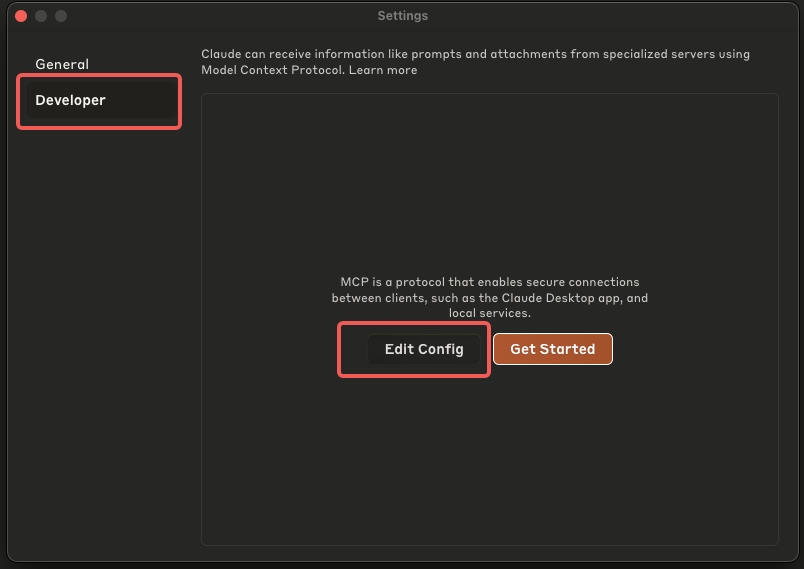 Settings
General
Developer
Claude can receive information like prompts and attachments from specialized servers using
Model Context Protocol. Learn more
MCP is a protocol that enables secure connections
between clients, such as the Claude Desktop app, and
local services.
Edit Config
Get Started